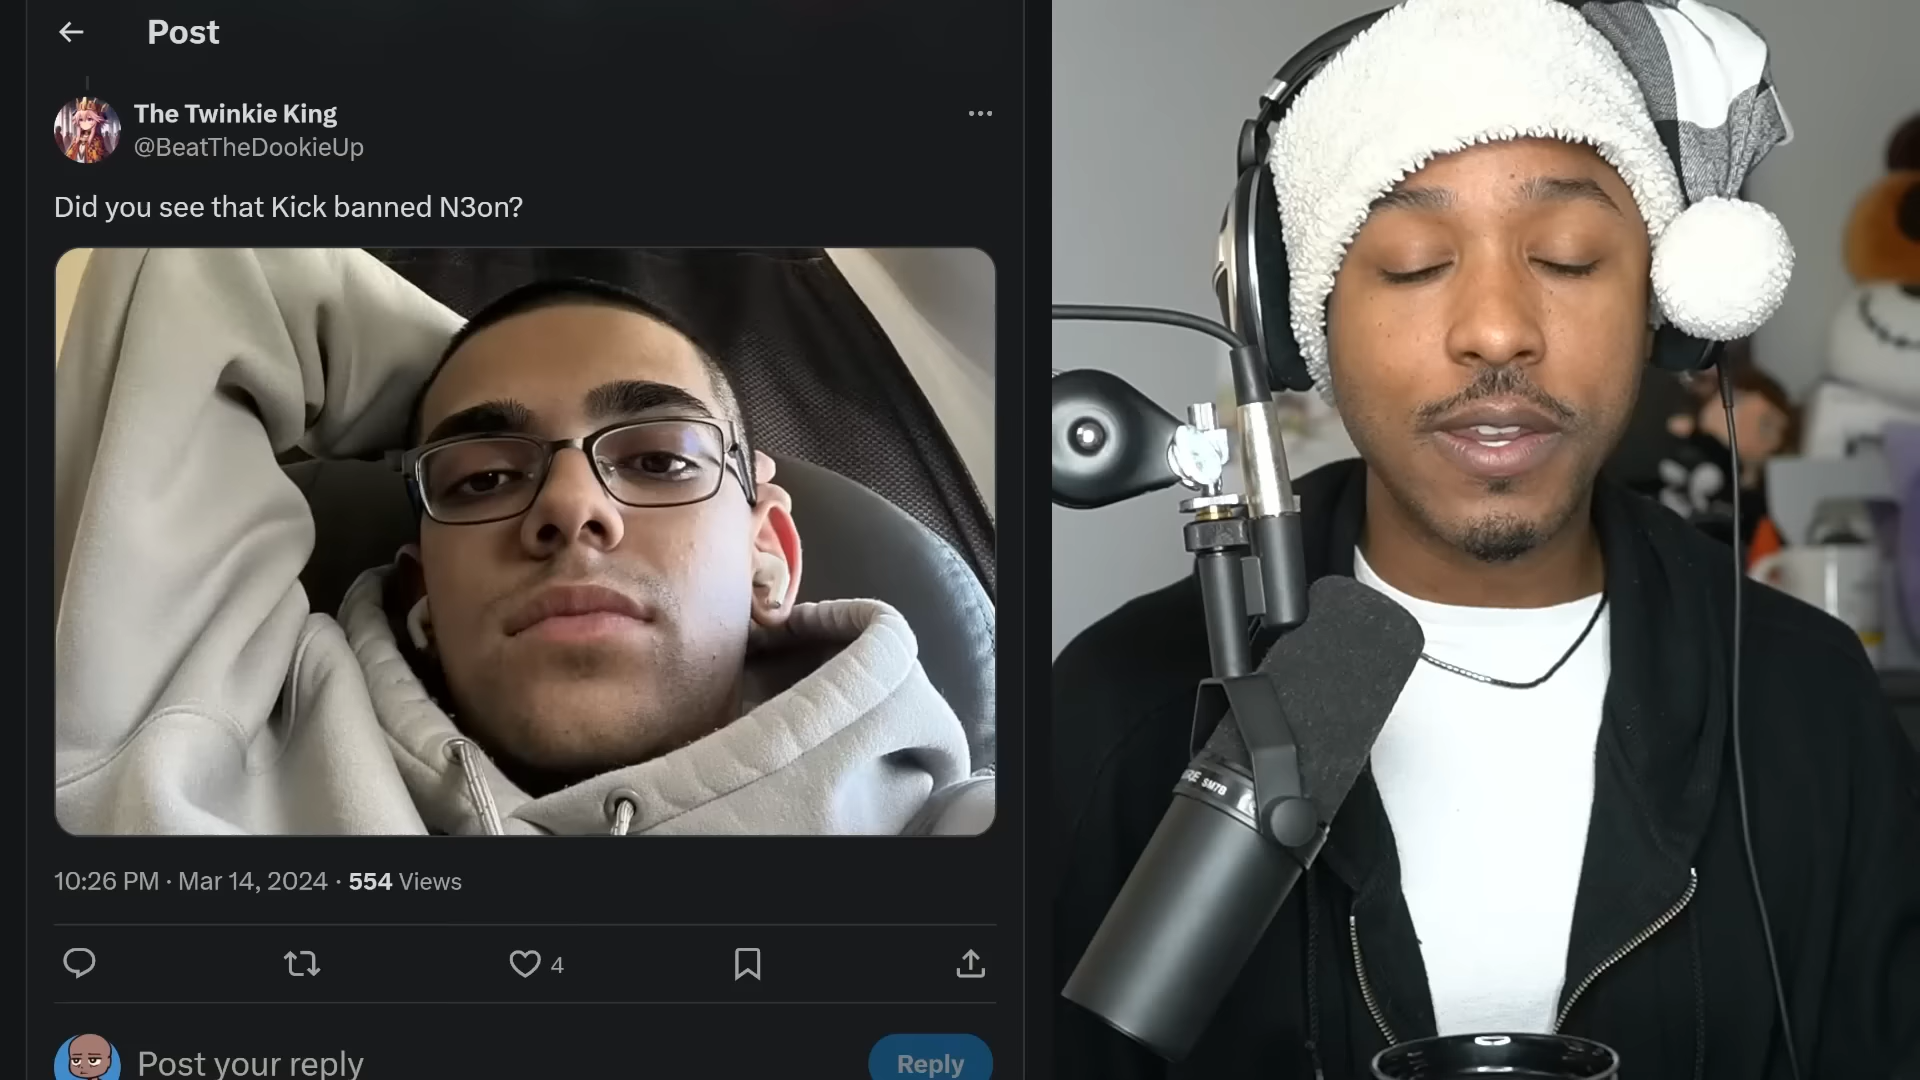 Post
The Twinkie King
@BeatTheDookieUp
Did you see that Kick banned N3on?
10:26 PM · Mar 14, 2024 · 554 Views
4
Post your reply
Reply
SM7B